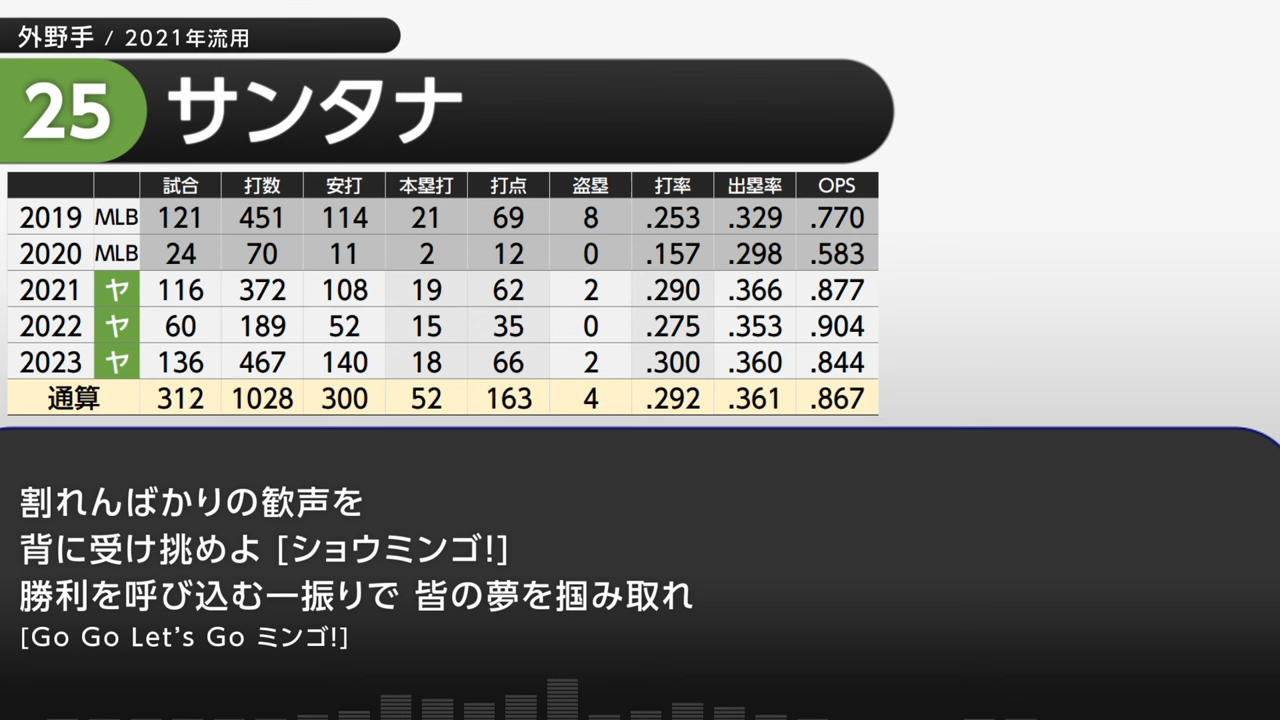 外野手 / 2021年流用
25 サンタナ
試合 打数 安打 本塁打 打点 盗塁 打率 出塁率 OPS
2019 MLB 121 451 114 21 69 8 .253 .329 .770
2020 MLB 24 70 11 2 12 0 .157 .298 .583
2021 ヤ 116 372 108 19 62 2 .290 .366 .877
2022 ヤ 60 189 52 15 35 0 .275 .353 .904
2023 ヤ 136 467 140 18 66 2 .300 .360 .844
通算 312 1028 300 52 163 4 .292 .361 .867
割れんばかりの歓声を
背に受け挑めよ [ショウミンゴ!]
勝利を呼び込む一振りで 皆の夢を掴み取れ
[Go Go Let's Go ミンゴ!]